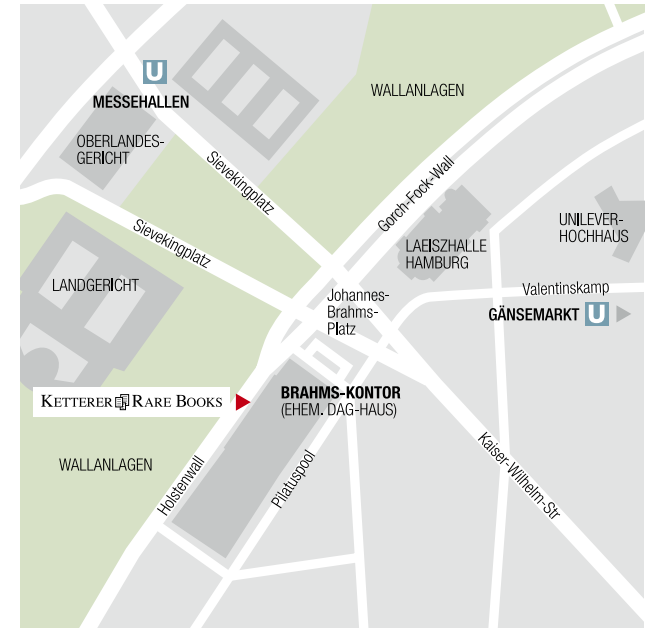 WALLANLAGEN
U
MESSEHALLEN
OBERLANDES-
GERICHT
Sievekingplatz
Gorch-Fock-Wall
Sievekingplatz
UNILEVER-
HOCHHAUS
LAEISZHALLE
HAMBURG
LANDGERICHT
Johannes-
Brahms-
Platz
Valentinskamp
GÄNSEMARKT U
KETTERER RARE BOOKS
BRAHMS-KONTOR
(EHEM. DAG-HAUS)
WALLANLAGEN
Holstenwall
Pilatuspool
Kaiser-Wilhelm-Str